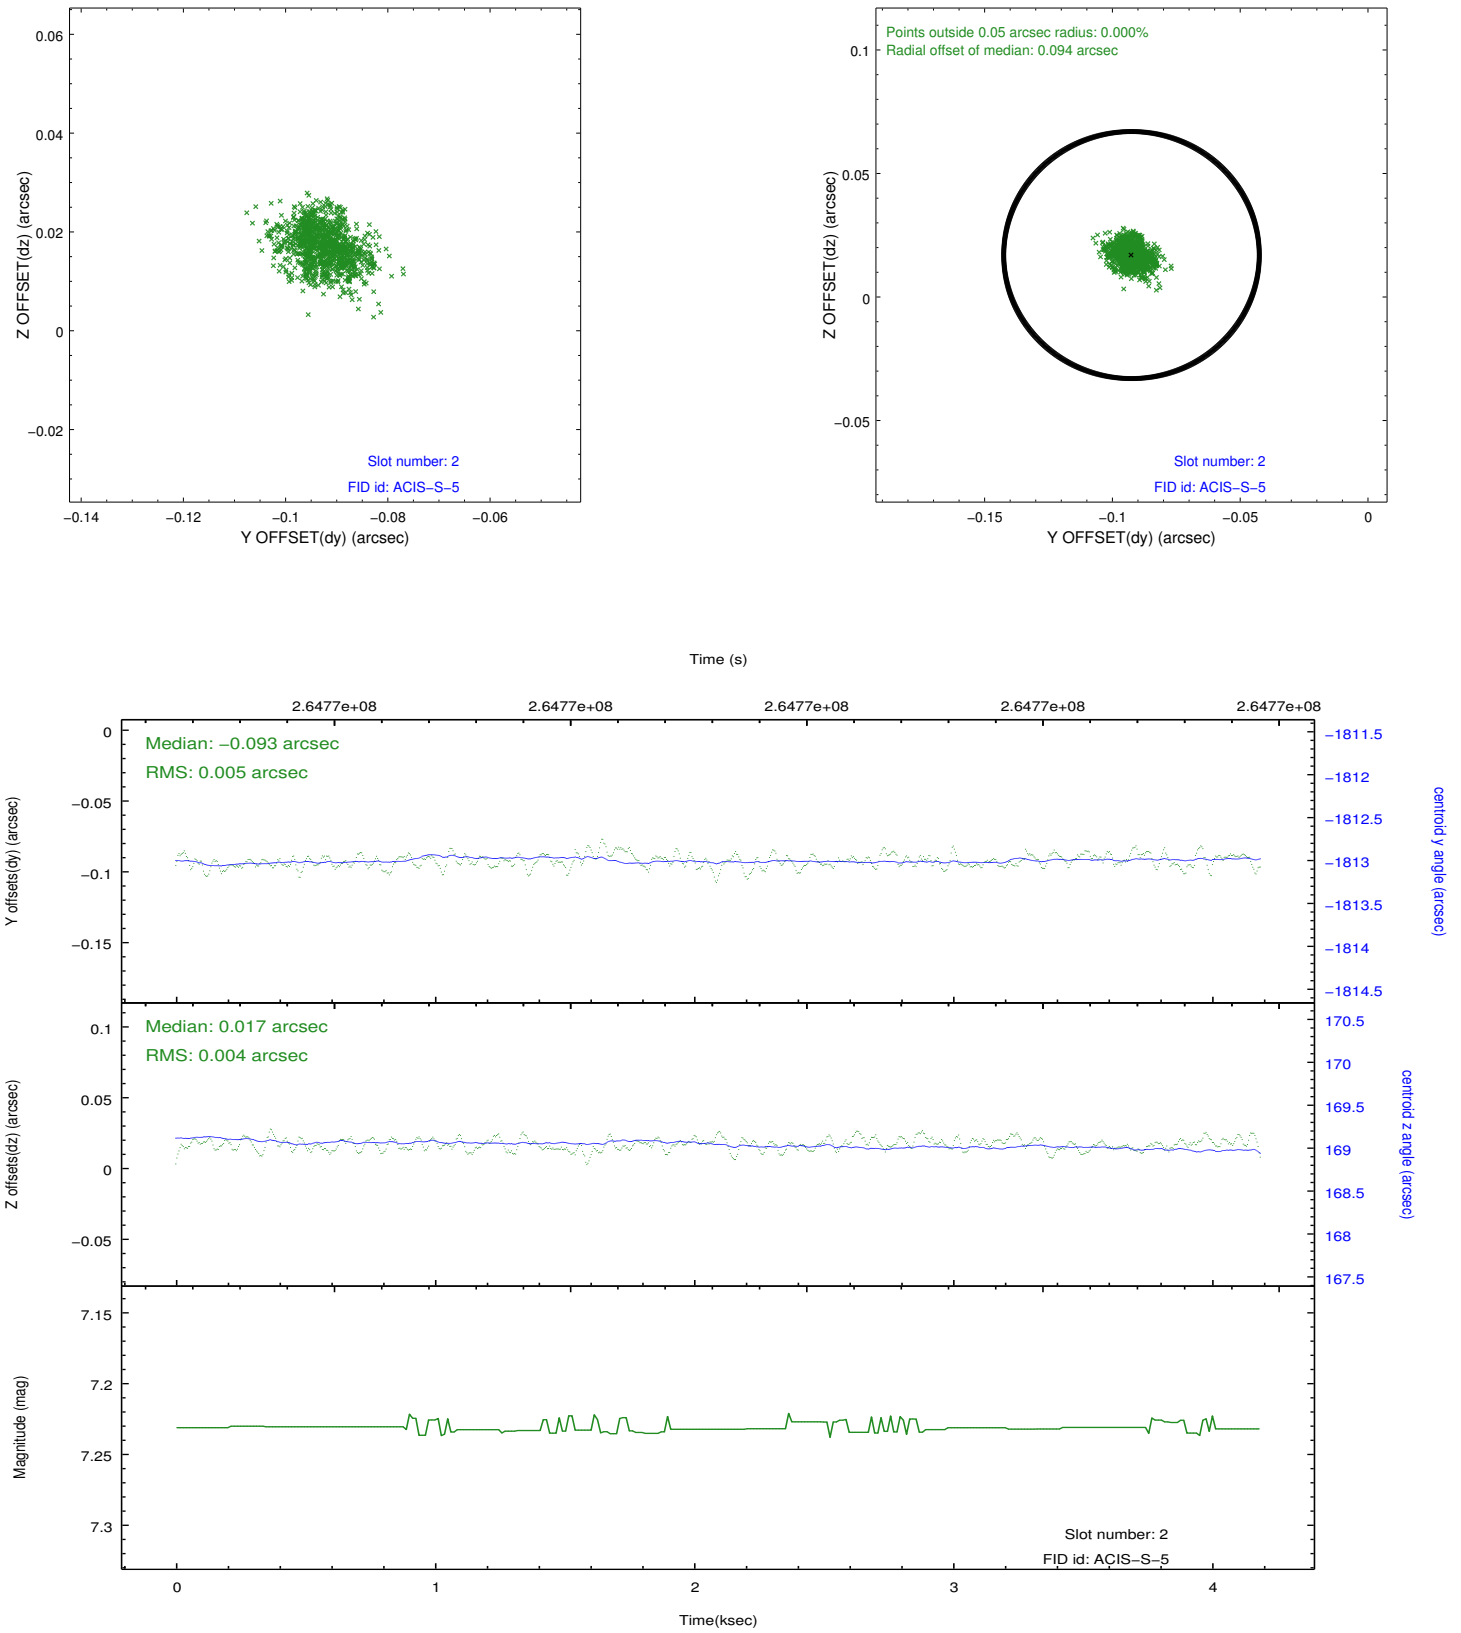 0.06
0.04
0.02
0
−0.02
Z OFFSET(dz) (arcsec)
Slot number: 2
FID id: ACIS−S−5
−0.14 −0.12 −0.1 −0.08 −0.06
Y OFFSET(dy) (arcsec)
Points outside 0.05 arcsec radius: 0.000%
Radial offset of median: 0.094 arcsec
0.1
0.05
0
−0.05
Z OFFSET(dz) (arcsec)
Slot number: 2
FID id: ACIS−S−5
−0.15 −0.1 −0.05 0
Y OFFSET(dy) (arcsec)
Time (s)
2.6477e+08 2.6477e+08 2.6477e+08 2.6477e+08 2.6477e+08
Median: −0.093 arcsec
RMS: 0.005 arcsec
0
−0.05
−0.1
−0.15
Y offsets(dy) (arcsec)
−1811.5
−1812
−1812.5
−1813
−1813.5
−1814
−1814.5
centroid y angle (arcsec)
Median: 0.017 arcsec
RMS: 0.004 arcsec
0.1
0.05
0
−0.05
Z offsets(dz) (arcsec)
170.5
170
169.5
169
168.5
168
167.5
centroid z angle (arcsec)
7.15
7.2
7.25
7.3
Magnitude (mag)
Slot number: 2
FID id: ACIS−S−5
0 1 2 3 4
Time(ksec)